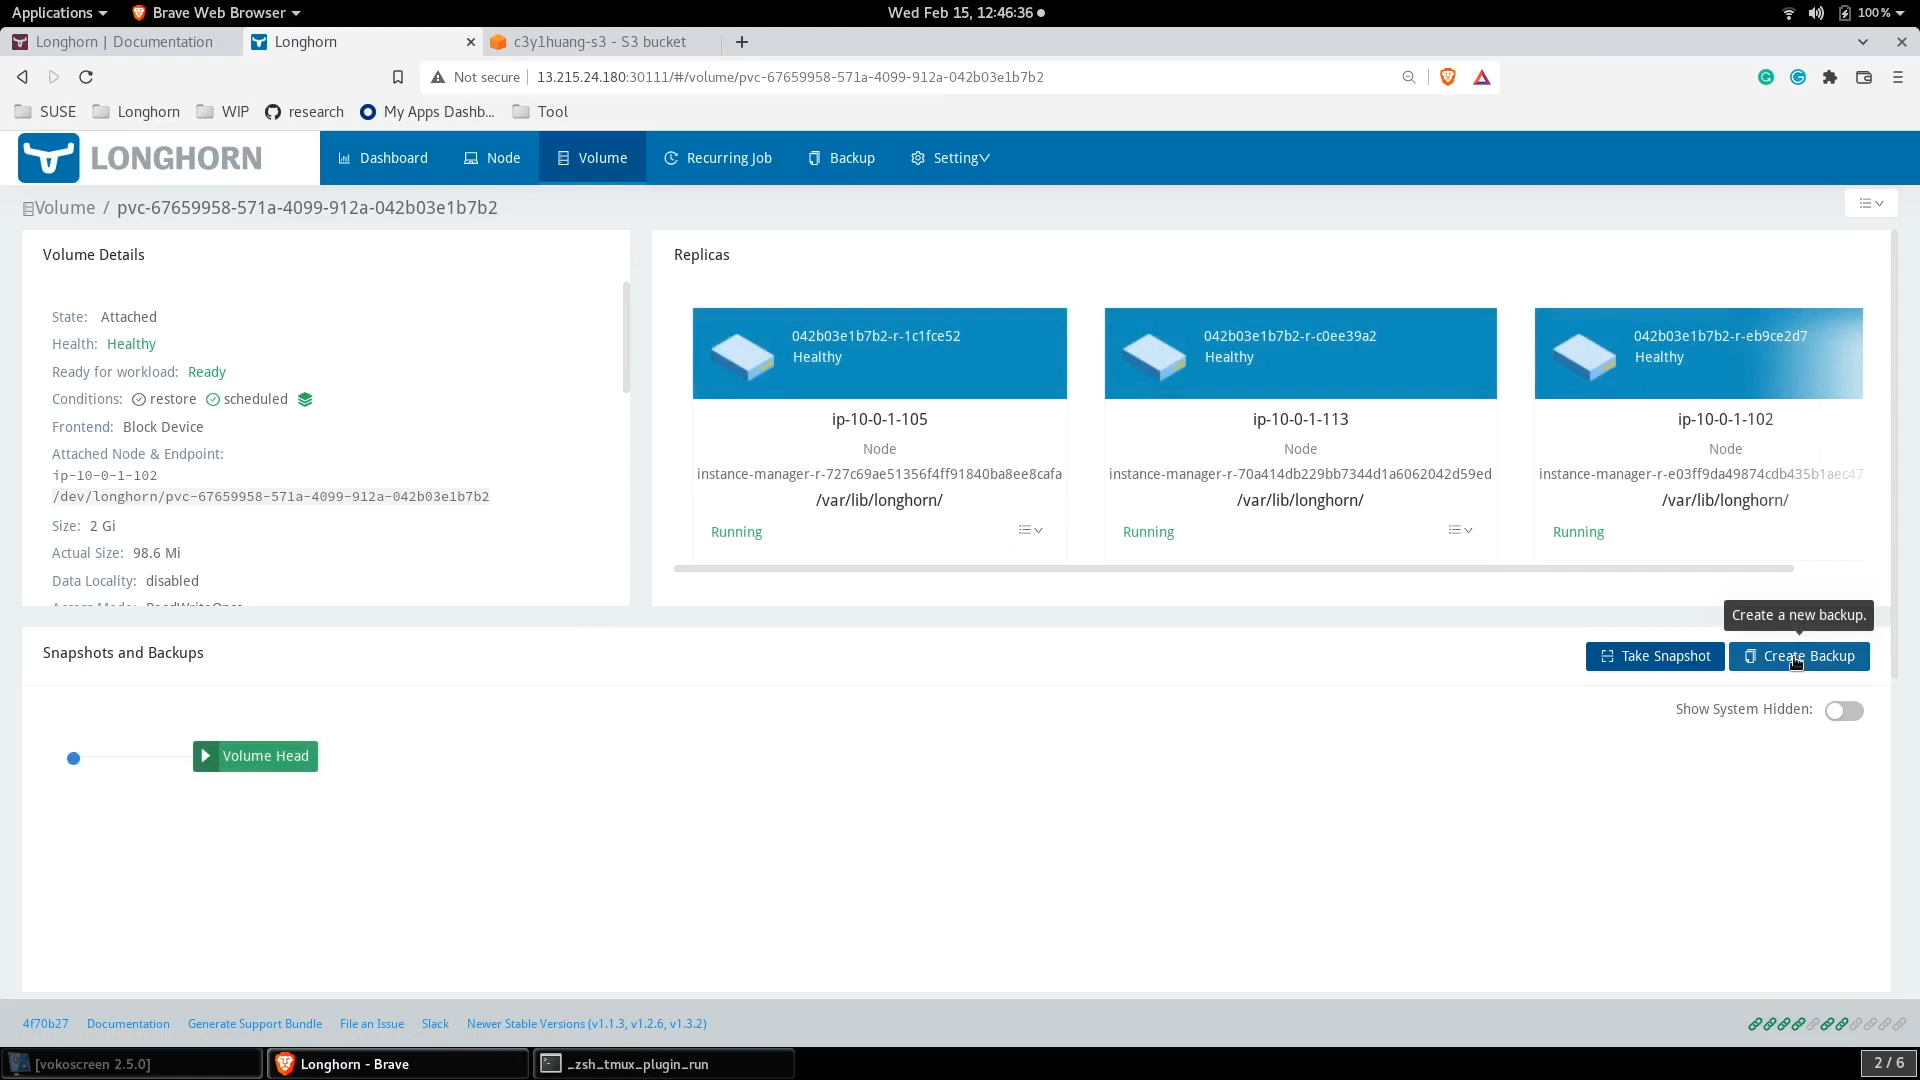 Applications
Brave Web Browser
Wed Feb 15, 12:46:36
100%
Longhorn | Documentation
Longhorn
c3y1huang-s3 - S3 bucket
Not secure
13.215.24.180:30111/#/volume/pvc-67659958-571a-4099-912a-042b03e1b7b2
SUSE
Longhorn
WIP
research
My Apps Dashb...
Tool
LONGHORN
Dashboard
Node
Volume
Recurring Job
Backup
Setting
Volume / pvc-67659958-571a-4099-912a-042b03e1b7b2
Volume Details
State: Attached
Health: Healthy
Ready for workload: Ready
Conditions: restore scheduled
Frontend: Block Device
Attached Node & Endpoint:
ip-10-0-1-102
/dev/longhorn/pvc-67659958-571a-4099-912a-042b03e1b7b2
Size: 2 Gi
Actual Size: 98.6 Mi
Data Locality: disabled
Access Mode: ReadWriteOnce
Replicas
042b03e1b7b2-r-1c1fce52
Healthy
ip-10-0-1-105
Node
instance-manager-r-727c69ae51356f4ff91840ba8ee8cafa
/var/lib/longhorn/
Running
042b03e1b7b2-r-c0ee39a2
Healthy
ip-10-0-1-113
Node
instance-manager-r-70a414db229bb7344d1a6062042d59ed
/var/lib/longhorn/
Running
042b03e1b7b2-r-eb9ce2d7
Healthy
ip-10-0-1-102
Node
instance-manager-r-e03ff9da49874cdb435b1aec47
/var/lib/longhorn/
Running
Create a new backup.
Snapshots and Backups
Take Snapshot
Create Backup
Show System Hidden:
Volume Head
4f70b27
Documentation
Generate Support Bundle
File an Issue
Slack
Newer Stable Versions (v1.1.3, v1.2.6, v1.3.2)
[vokoscreen 2.5.0]
Longhorn - Brave
_zsh_tmux_plugin_run
2 / 6